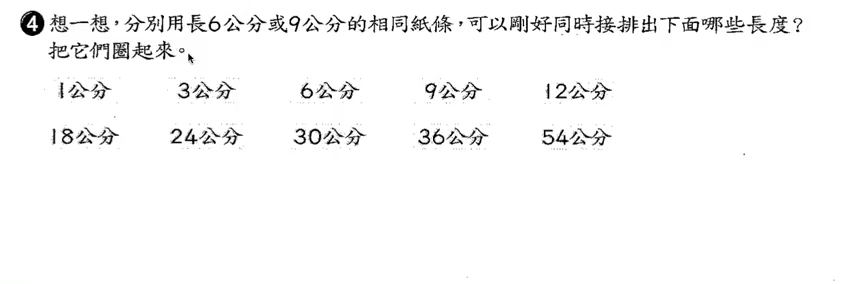 ❹想一想，分別用長6公分或9公分的相同紙條，可以剛好同時接排出下面哪些長度？
把它們圈起來。
1公分 3公分 6公分 9公分 12公分
18公分 24公分 30公分 36公分 54公分